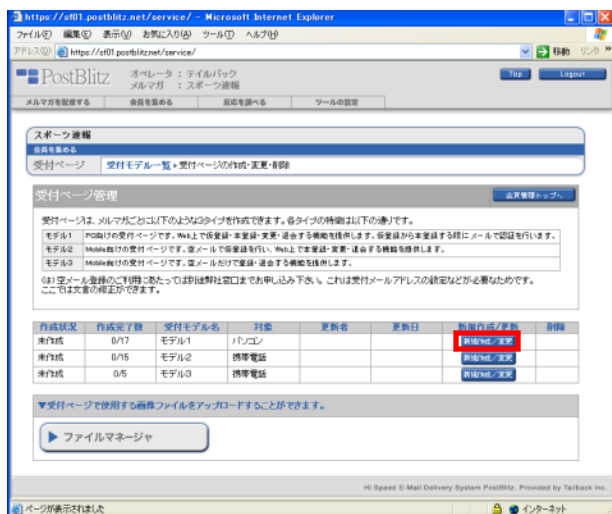 https://sf01.postblitz.net/service/ - Microsoft Internet Explorer
ファイル(F) 編集(E) 表示(V) お気に入り(A) ツール(T) ヘルプ(H)
アドレス(D) https://sf01.postblitz.net/service/ 移動 リンク »
PostBlitz オペレータ : テイルバック Top Logout
メルマガ : スポーツ速報
メルマガを配信する 会員を集める 反応を調べる ツールの設定
スポーツ速報
会員を集める
受付ページ 受付モデル一覧 » 受付ページの作成・変更・削除
受付ページ管理 会員管理トップへ
受付ページは、メルマガごとに以下のような3タイプを作成できます。各タイプの特徴は以下の通りです。
モデル1 PC向けの受付ページです。Web上で仮登録・本登録・変更・退会する機能を提供します。仮登録から本登録する際にメールで認証を行います。
モデル2 Mobile向けの受付ページです。空メールで仮登録を行い、Web上で本登録・変更・退会する機能を提供します。
モデル3 Mobile向けの受付ページです。空メールだけで登録・退会する機能を提供します。
(注) 空メール登録のご利用にあたっては別途弊社窓口までお申し込み下さい。これは受付メールアドレスの設定などが必要なためです。
ここでは文言の修正ができます。
作成状況 作成完了数 受付モデル名 対象 更新者 更新日 新規作成/更新 削除
未作成 0/17 モデル1 パソコン 新規作成/変更
未作成 0/15 モデル2 携帯電話 新規作成/変更
未作成 0/5 モデル3 携帯電話 新規作成/変更
▼受付ページで使用する画像ファイルをアップロードすることができます。
ファイルマネージャ
Hi Speed E-Mail Delivery System PostBlitz. Provided by Tailback inc.
ページが表示されました インターネット